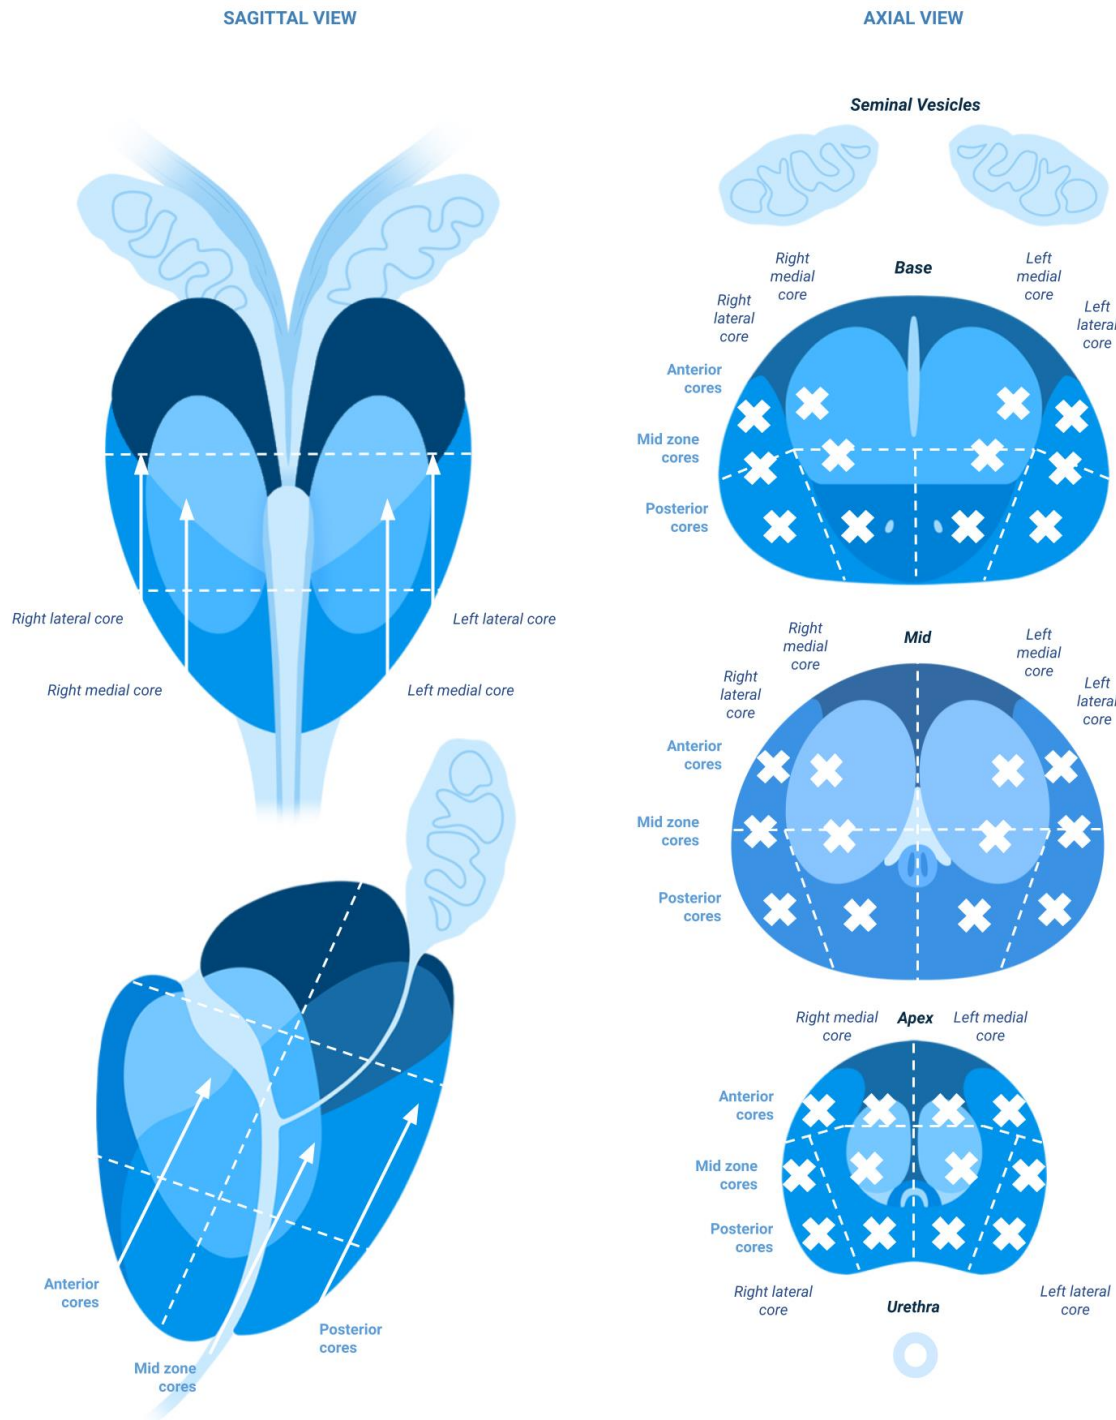 SAGITTAL VIEW
Right lateral core
Left lateral core
Right medial core
Left medial core
Anterior
cores
Posterior
cores
Mid zone
cores
AXIAL VIEW
Seminal Vesicles
Right
medial
core
Base
Left
medial
core
Right
lateral
core
Left
lateral
core
Anterior
cores
Mid zone
cores
Posterior
cores
Right
medial
core
Mid
Left
medial
core
Right
lateral
core
Left
lateral
core
Anterior
cores
Mid zone
cores
Posterior
cores
Right medial
core
Apex
Left medial
core
Anterior
cores
Mid zone
cores
Posterior
cores
Right lateral
core
Urethra
Left lateral
core